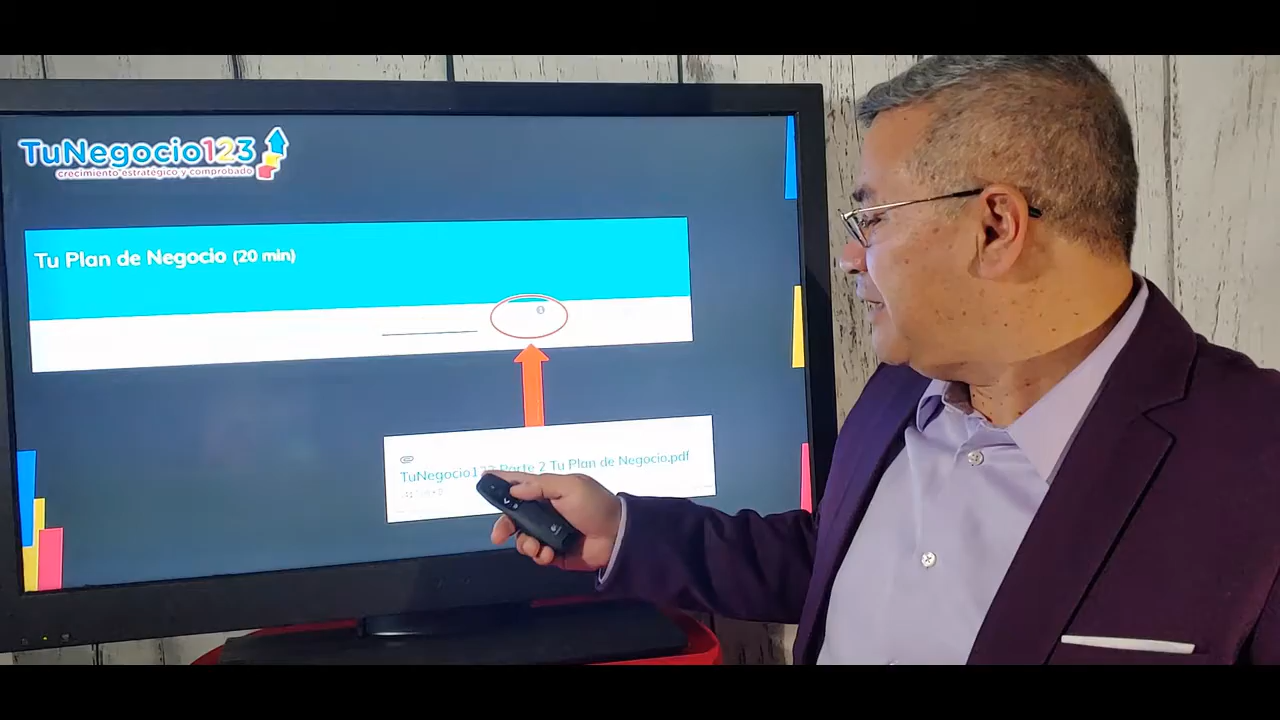 TuNegocio123
crecimiento estratégico y comprobado
Tu Plan de Negocio (20 min)
Parte 2 Tu Plan de Negocio.pdf